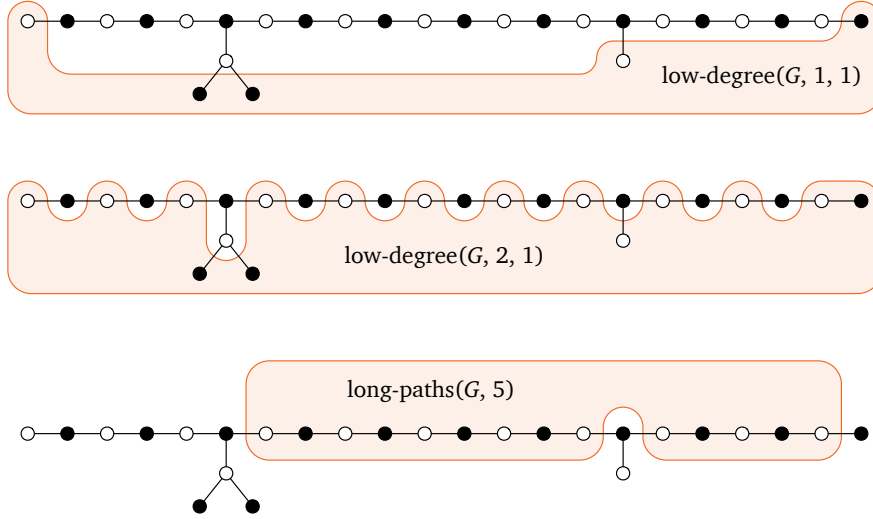 low-degree(G, 1, 1)
low-degree(G, 2, 1)
long-paths(G, 5)